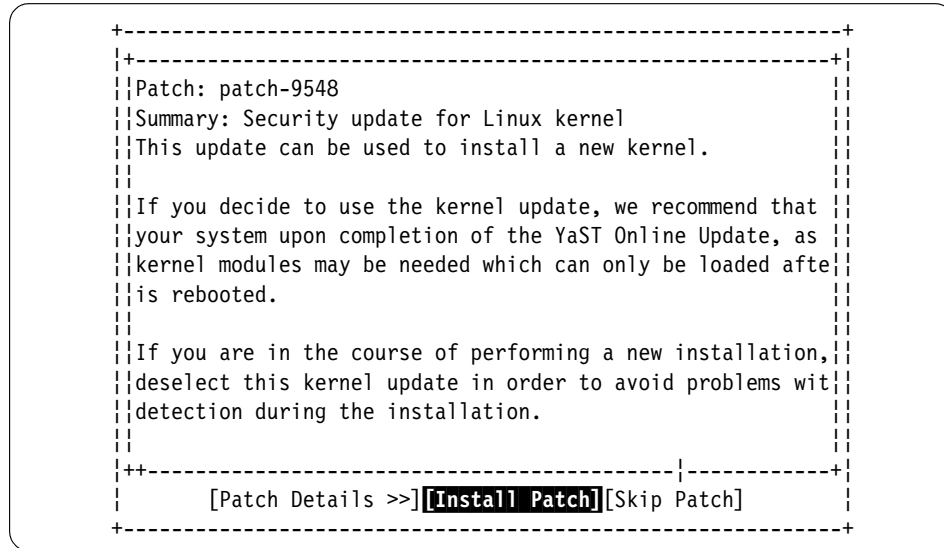 Patch: patch-9548
Summary: Security update for Linux kernel
This update can be used to install a new kernel.
If you decide to use the kernel update, we recommend that
your system upon completion of the YaST Online Update, as
kernel modules may be needed which can only be loaded afte
is rebooted.
If you are in the course of performing a new installation,
deselect this kernel update in order to avoid problems wit
detection during the installation.
[Patch Details >>][Install Patch][Skip Patch]